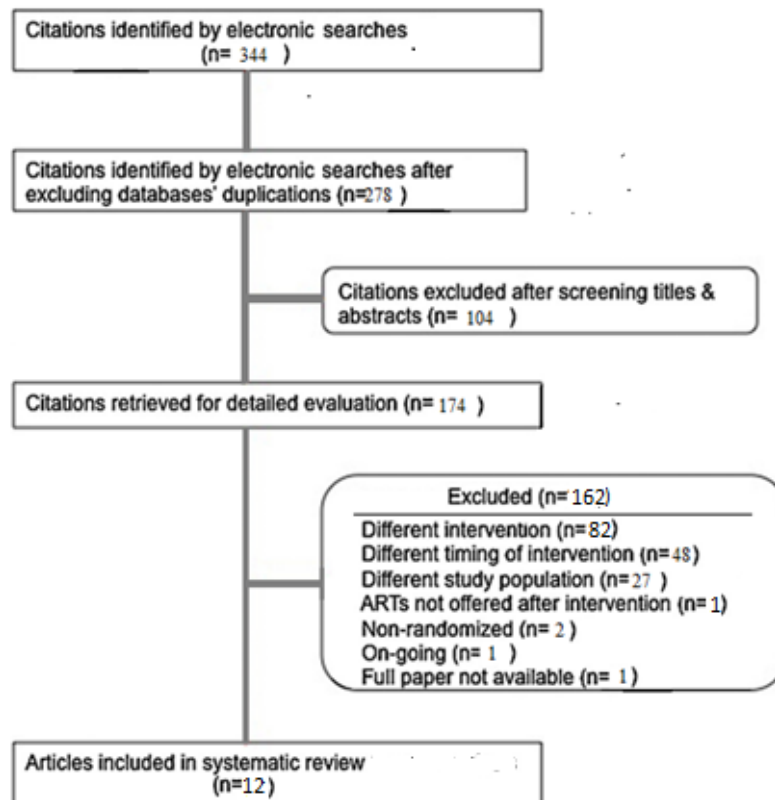 Citations identified by electronic searches
(n= 344 )
Citations identified by electronic searches after
excluding databases' duplications (n=278 )
Citations excluded after screening titles &
abstracts (n= 104 )
Citations retrieved for detailed evaluation (n= 174 )
Excluded (n=162)
Different intervention (n=82)
Different timing of intervention (n=48)
Different study population (n=27 )
ARTs not offered after intervention (n=1)
Non-randomized (n= 2 )
On-going (n= 1 )
Full paper not available (n= 1 )
Articles included in systematic review
(n=12)